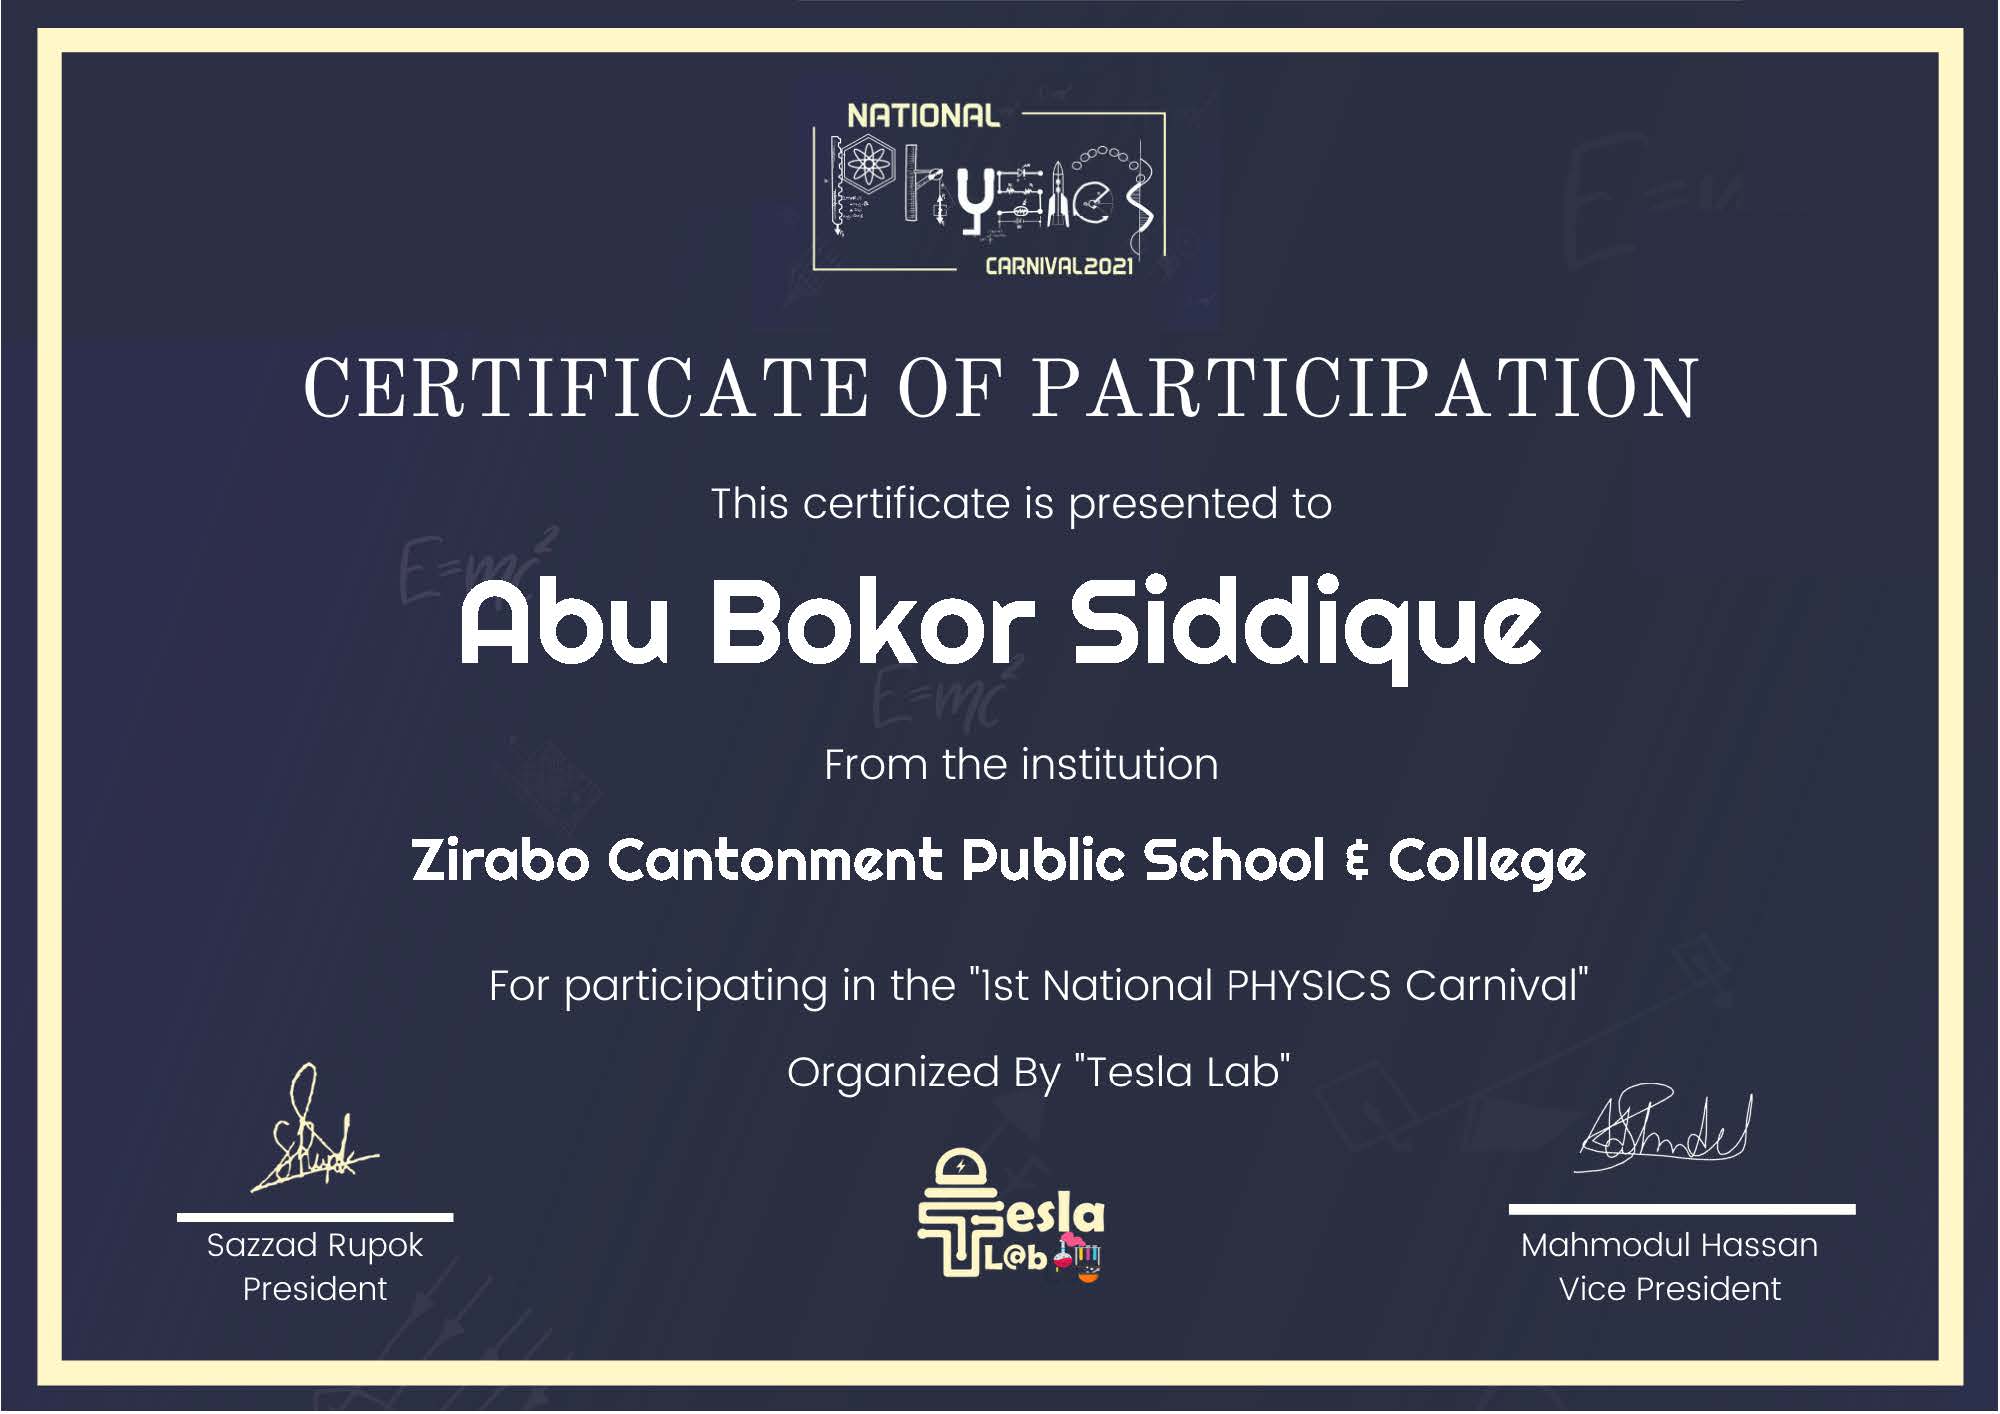 NATIONAL
PHYSICS
CARNIVAL2021
CERTIFICATE OF PARTICIPATION
This certificate is presented to
E=mc²
Abu Bokor Siddique
E=mc²
From the institution
Zirabo Cantonment Public School & College
For participating in the "1st National PHYSICS Carnival"
Organized By "Tesla Lab"
Tesla
L@b
Sazzad Rupok
President
Mahmodul Hassan
Vice President